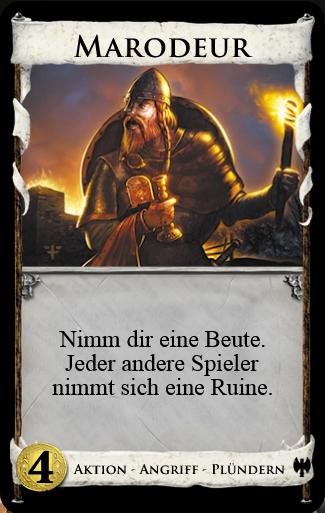 MARODEUR
Nimm dir eine Beute.
Jeder andere Spieler
nimmt sich eine Ruine.
4 AKTION - ANGRIFF - PLÜNDERN